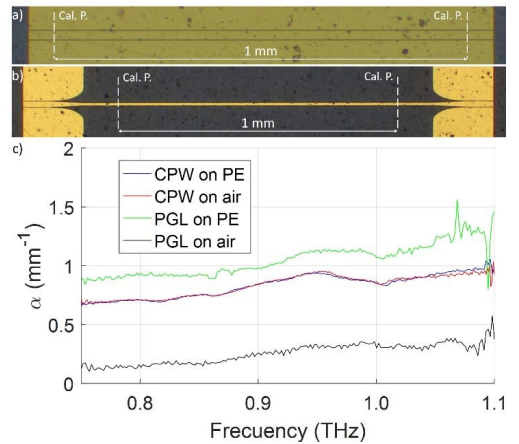 a)
Cal. P.
Cal. P.
1 mm
b)
Cal. P.
Cal. P.
1 mm
c)
2
1.5
1
0.5
0
α (mm⁻¹)
CPW on PE
CPW on air
PGL on PE
PGL on air
0.8
0.9
1.0
1.1
Frecuency (THz)